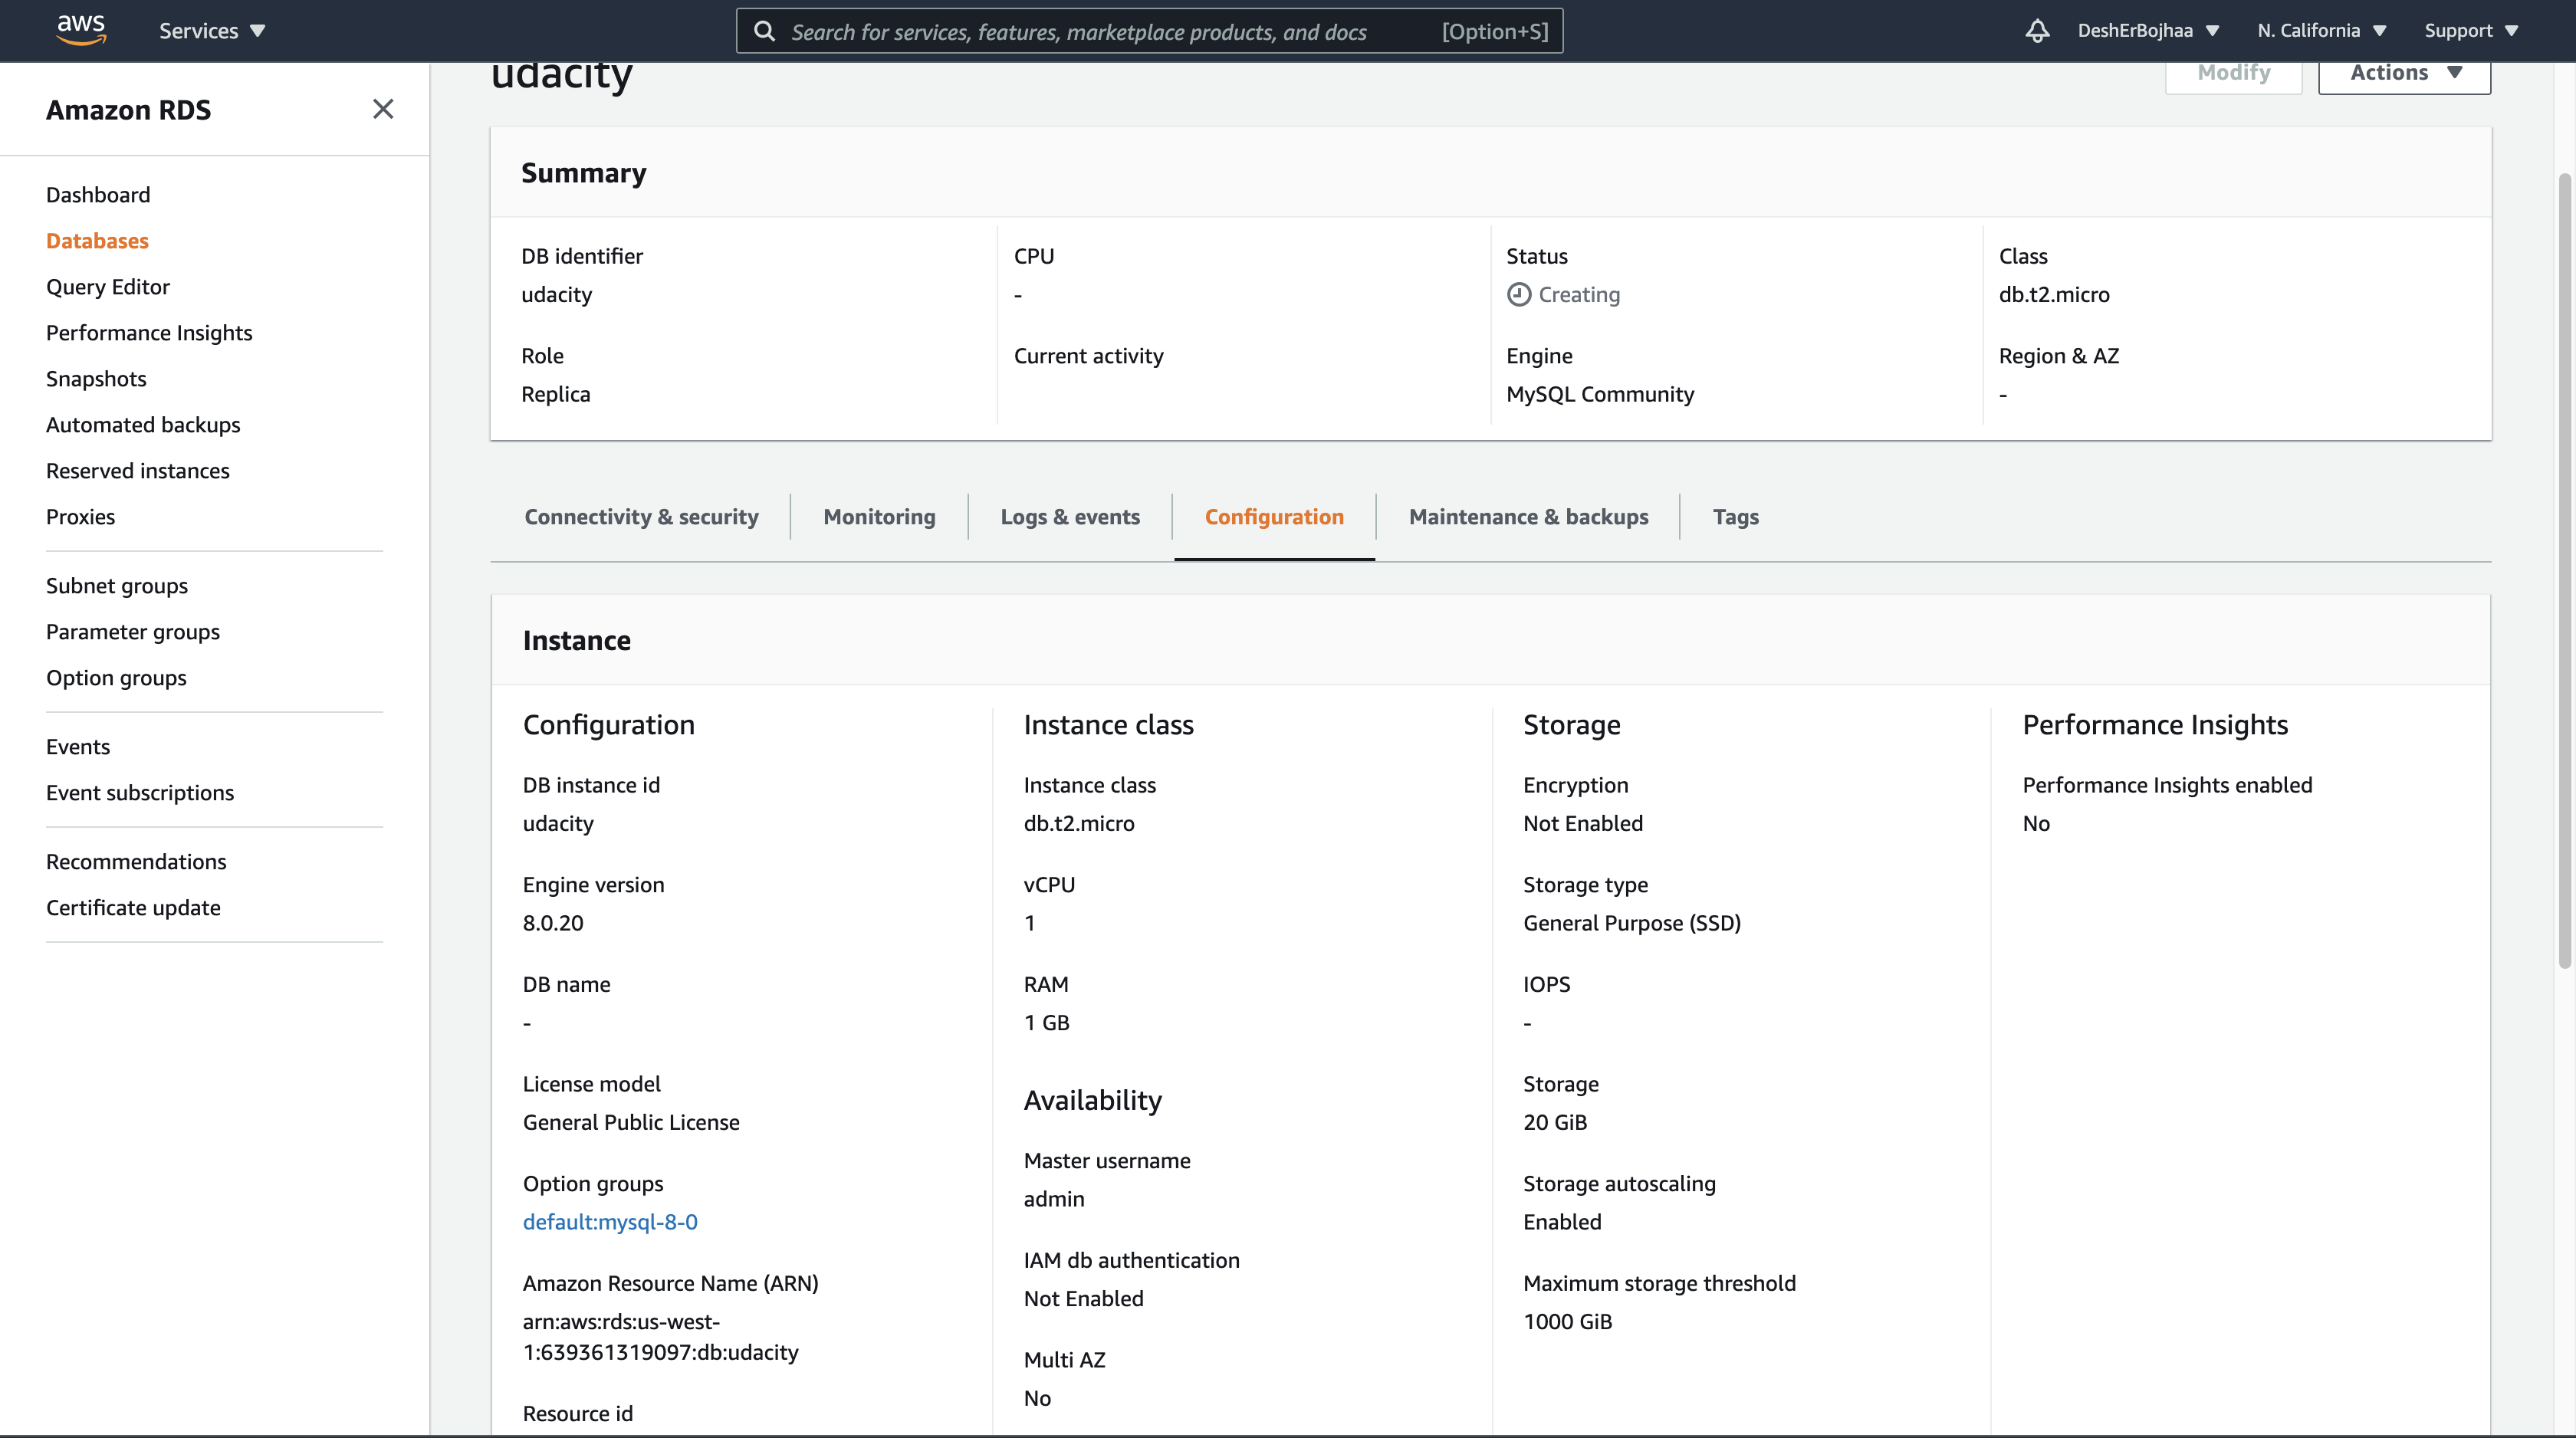 aws
Services
Search for services, features, marketplace products, and docs
[Option+S]
DeshErBojhaa
N. California
Support
Amazon RDS
Dashboard
Databases
Query Editor
Performance Insights
Snapshots
Automated backups
Reserved instances
Proxies
Subnet groups
Parameter groups
Option groups
Events
Event subscriptions
Recommendations
Certificate update
udacity
Modify
Actions
Summary
DB identifier
udacity
Role
Replica
CPU
-
Current activity
Status
Creating
Engine
MySQL Community
Class
db.t2.micro
Region & AZ
-
Connectivity & security
Monitoring
Logs & events
Configuration
Maintenance & backups
Tags
Instance
Configuration
DB instance id
udacity
Engine version
8.0.20
DB name
-
License model
General Public License
Option groups
default:mysql-8-0
Amazon Resource Name (ARN)
arn:aws:rds:us-west-
1:639361319097:db:udacity
Resource id
Instance class
Instance class
db.t2.micro
vCPU
1
RAM
1 GB
Availability
Master username
admin
IAM db authentication
Not Enabled
Multi AZ
No
Storage
Encryption
Not Enabled
Storage type
General Purpose (SSD)
IOPS
-
Storage
20 GiB
Storage autoscaling
Enabled
Maximum storage threshold
1000 GiB
Performance Insights
Performance Insights enabled
No